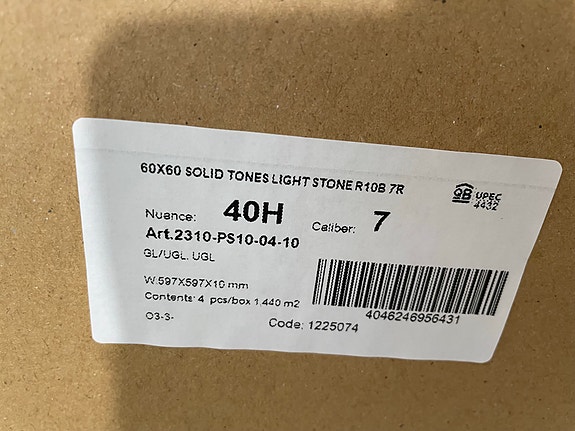 60X60 SOLID TONES LIGHT STONE R10B 7R
QB UPEC
4432
Nuance: 40H Caliber: 7
Art.2310-PS10-04-10
GL/UGL. UGL
W.597X597X10 mm
Contents: 4 pcs/box 1.440 m2
4046246956431
O3-3-
Code: 1225074